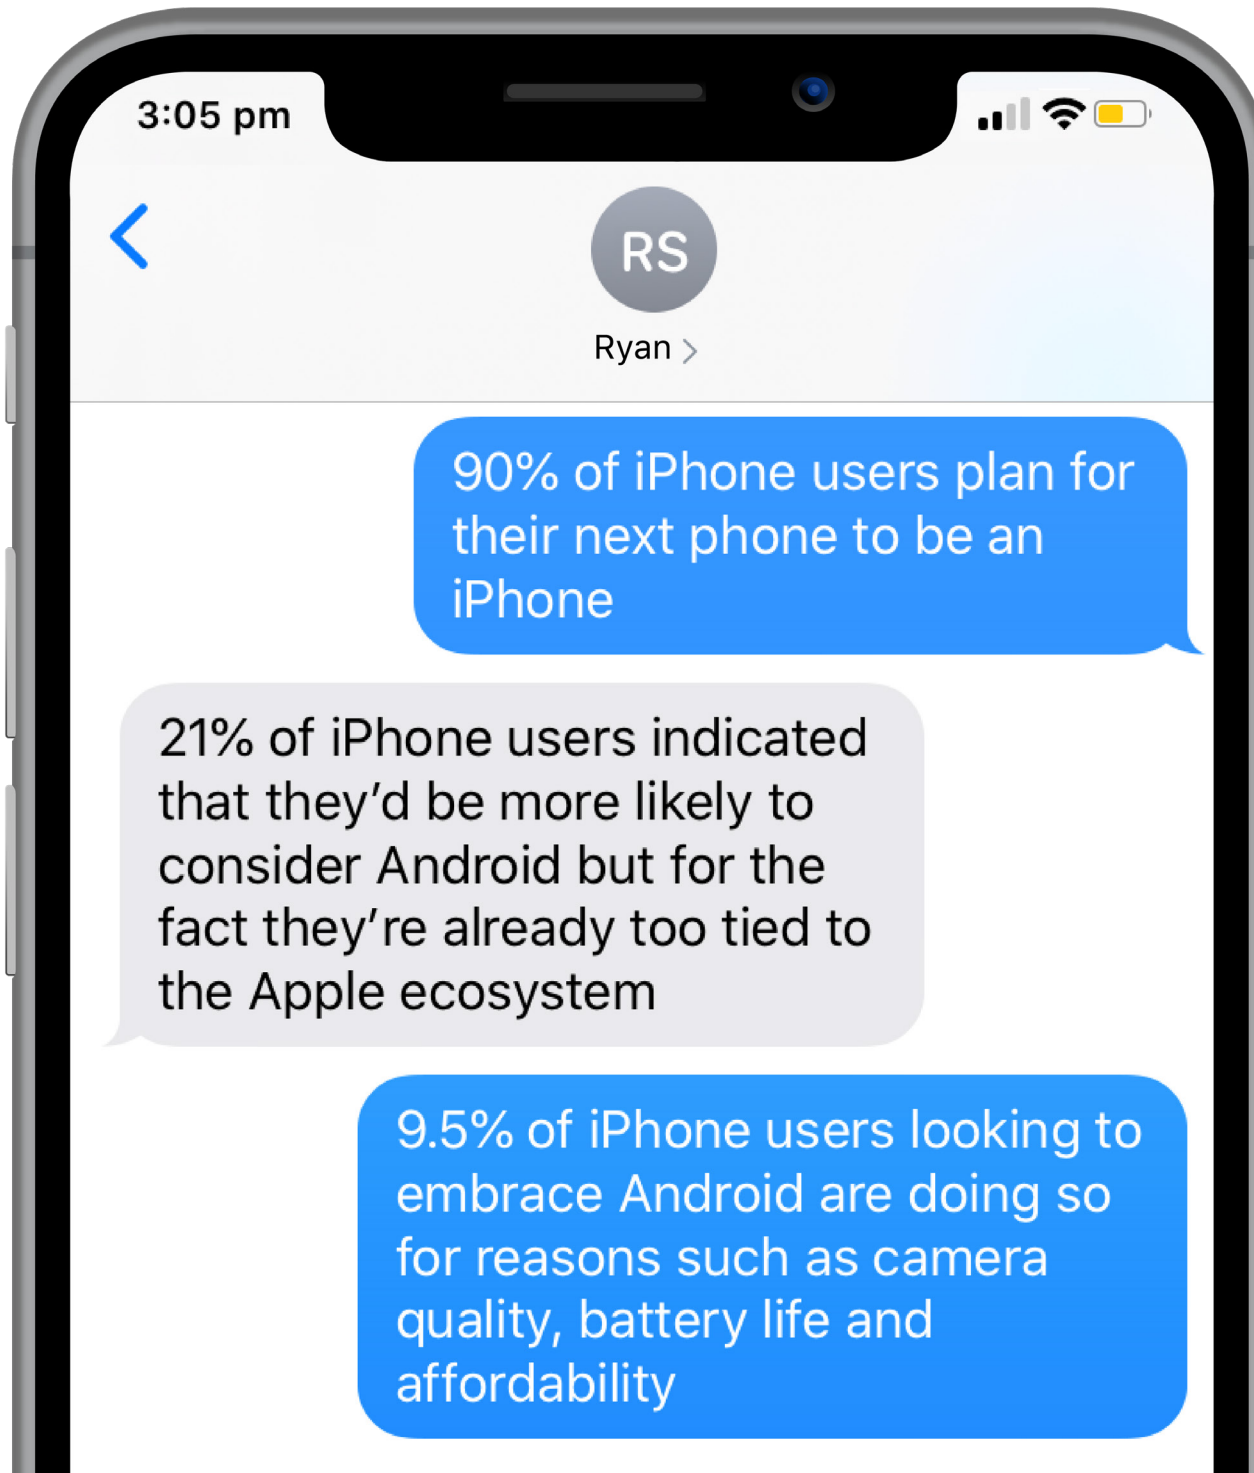 3:05 pm
RS
Ryan
90% of iPhone users plan for
their next phone to be an
iPhone
21% of iPhone users indicated
that they’d be more likely to
consider Android but for the
fact they’re already too tied to
the Apple ecosystem
9.5% of iPhone users looking to
embrace Android are doing so
for reasons such as camera
quality, battery life and
affordability